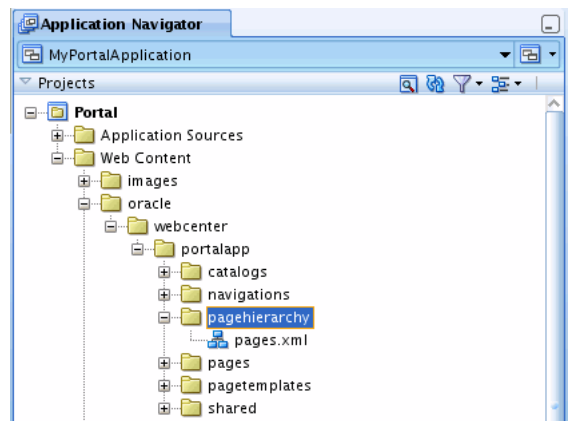 Application Navigator
MyPortalApplication
Projects
Portal
Application Sources
Web Content
images
oracle
webcenter
portalapp
catalogs
navigations
pagehierarchy
pages.xml
pages
pagetemplates
shared